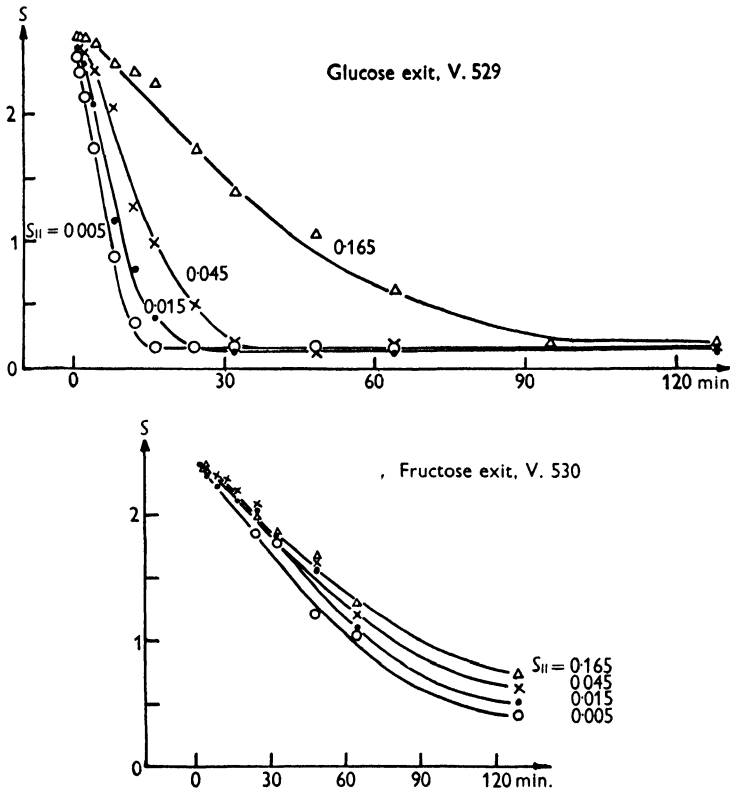 S
Glucose exit, V. 529
2
1
0
S₁₁ = 0·005
0·015
0·045
0·165
0 30 60 90 120 min
S
, Fructose exit, V. 530
2
1
0
S₁₁ = 0·165
0 045
0·015
0·005
0 30 60 90 120 min.